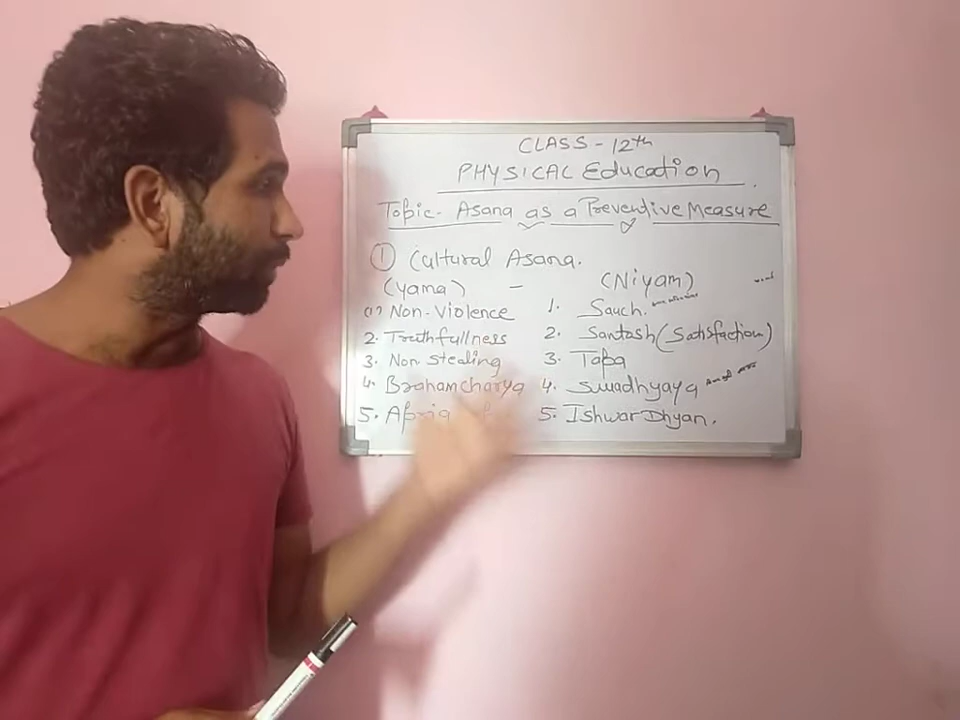 CLASS - 12th
PHYSICAL Education
Topic - Asana as a Preventive Measure
① Cultural Asana.
(Yama) - (Niyam)
(1) Non-Violence 1. Sauch.
2. Truthfullness 2. Santosh (Satisfaction)
3. Non Stealing 3. Tapa
4. Brahamcharya 4. Swadhyaya
5. 5. Ishwar Dhyan.